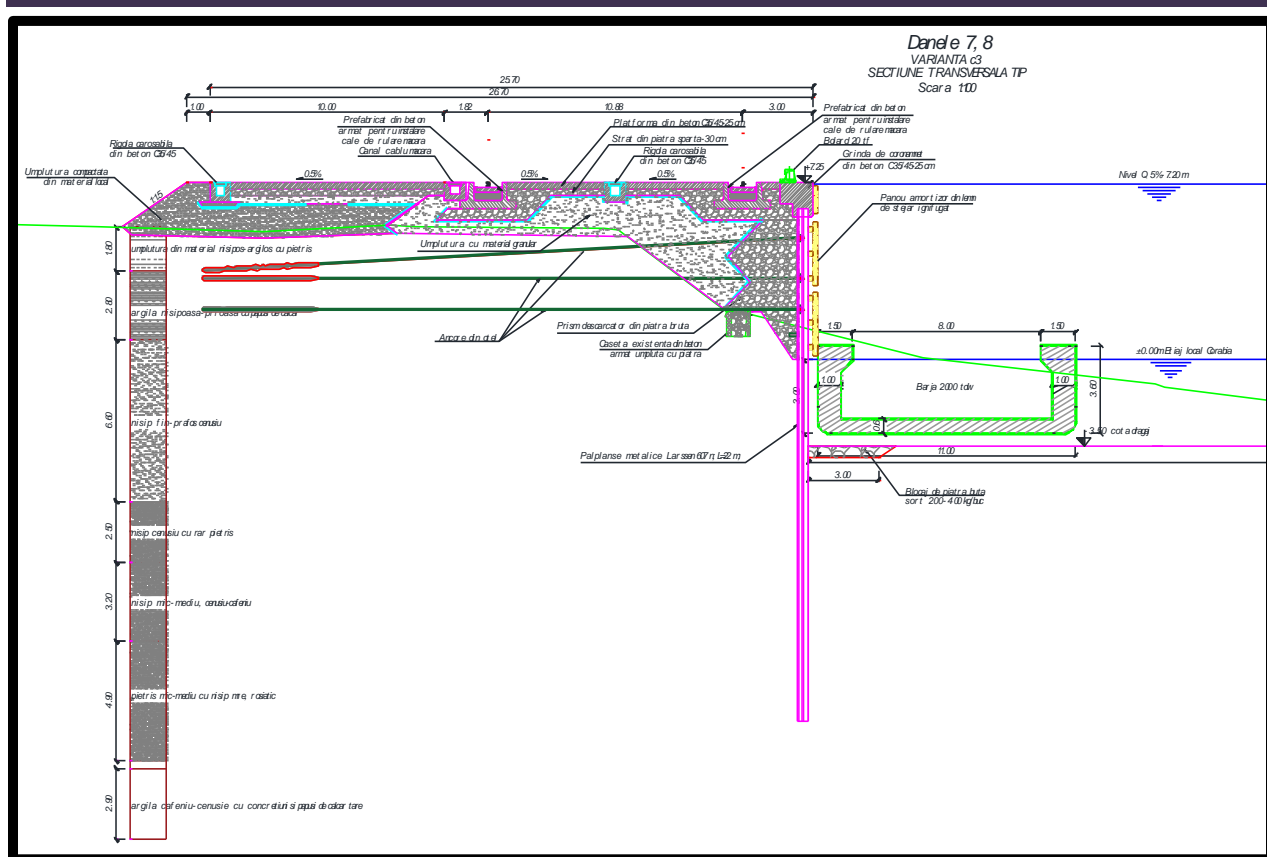 Danele 7, 8
VARIANTA c3
SECTIUNE TRANSVERSALA TIP
Scara 1:100
25.70
26.70
1.00
10.00
1.82
10.88
3.00
Prefabricat din beton
armat pentru instalare
cale de rulare macara
Canal cablu macara
Platforma din beton C35/45-25cm
Strat din piatra sparta-30cm
Rigola carosabila
din beton C35/45
Prefabricat din beton
armat pentru instalare
cale de rulare macara
Bolard 20 tf
Grinda de coronament
din beton C35/45-25cm
Rigola carosabila
din beton C35/45
Umplutura compactata
din material local
1:1.5
0.5%
0.5%
0.5%
+7.25
Nivel Q 5% 7.20m
Panou amortizor din lemn
de stejar ignifugat
1.60
umplutura din material nisipos-argilos cu pietris
Umplutura cu material granular
2.80
argila nisipoasa-
Ancore din otel
Prism descarcator din piatra bruta
Caseta existenta din beton
armat umpluta cu piatra
1.50
8.00
1.50
±0.00m Etiaj local Corabia
1.00
Barja 2000 tdw
1.00
3.60
6.60
nisip fin-prafos cenusiu
-3.50 cota dragaj
Palplanse metalice Larssen 607 n, L=22 m,
11.00
3.00
Blocaj de piatra bruta
sort 200-400 kg/buc
2.50
nisip cenusiu cu rar pietris
3.20
nisip mic-mediu, cenusiu-cafeniu
4.90
pietris mic-mediu cu nisip mare, roscatic
2.90
argila cafeniu-cenusie cu concretiuni si papusi de calcar tare